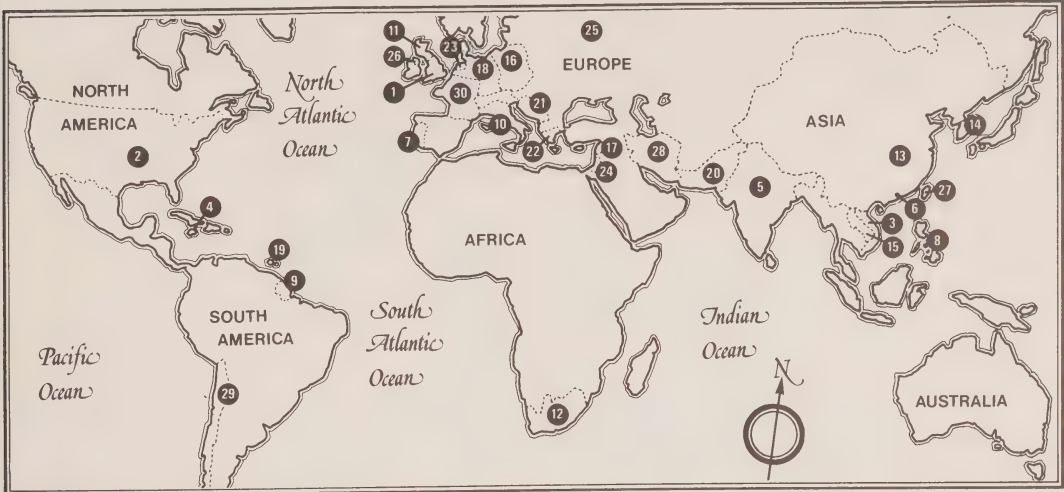 11
23
25
26
18
16
EUROPE
NORTH
AMERICA
North
Atlantic
Ocean
1
30
21
10
7
22
17
24
28
20
5
ASIA
14
13
27
6
3
15
8
2
4
19
9
AFRICA
SOUTH
AMERICA
South
Atlantic
Ocean
Indian
Ocean
Pacific
Ocean
29
12
N
AUSTRALIA